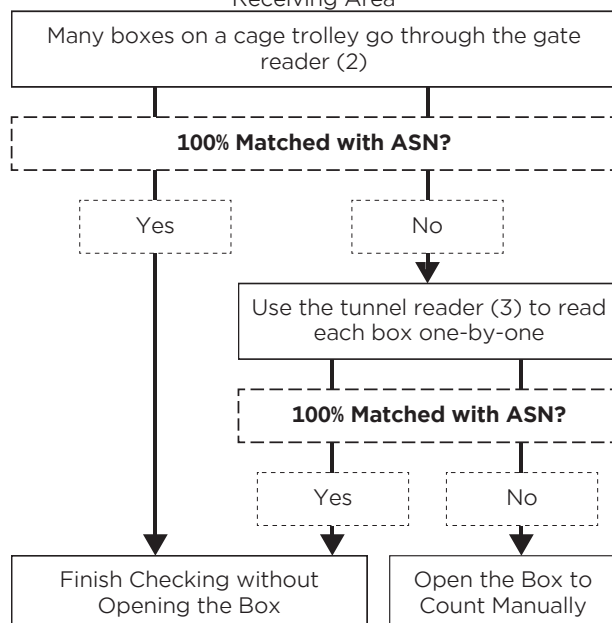 Receiving Area
Many boxes on a cage trolley go through the gate
reader (2)
100% Matched with ASN?
Yes
No
Use the tunnel reader (3) to read
each box one-by-one
100% Matched with ASN?
Yes
No
Finish Checking without
Opening the Box
Open the Box to
Count Manually